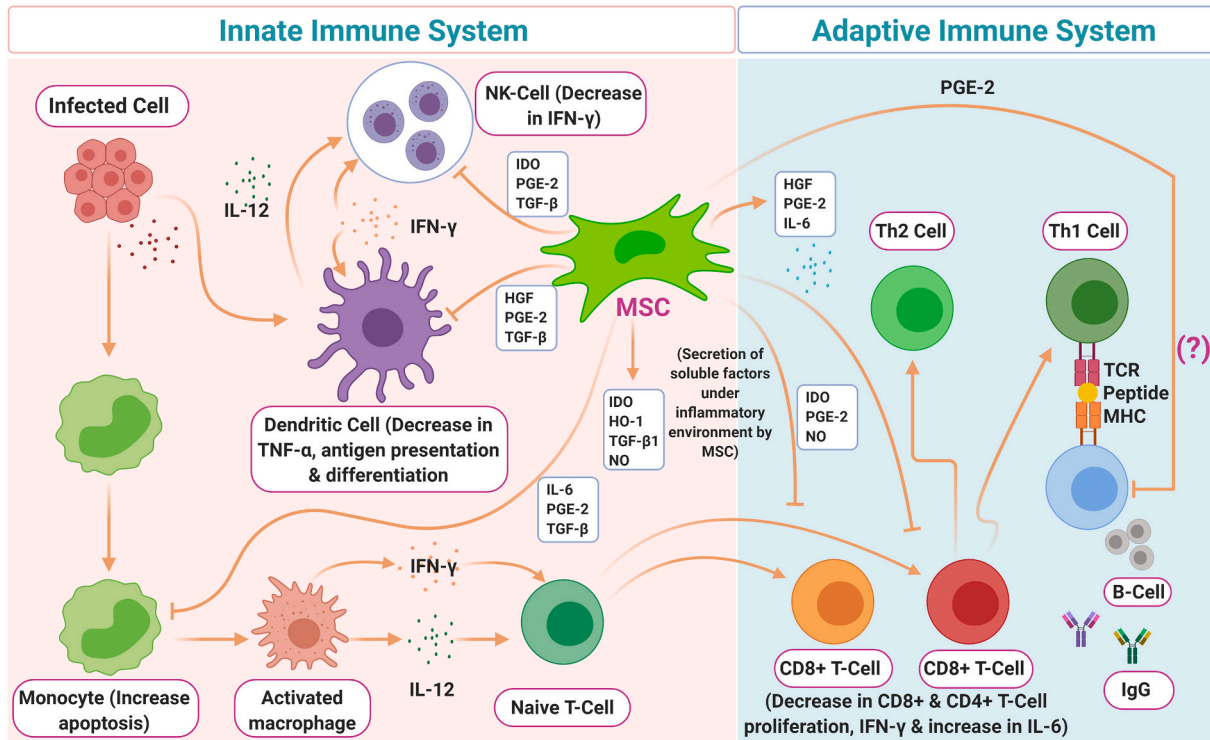 Innate Immune System
Adaptive Immune System
Infected Cell
NK-Cell (Decrease
in IFN-γ)
PGE-2
IL-12
IDO
PGE-2
TGF-β
HGF
PGE-2
IL-6
IFN-γ
Th2 Cell
Th1 Cell
MSC
HGF
PGE-2
TGF-β
(?)
(Secretion of
soluble factors
under
inflammatory
environment by
MSC)
TCR
Peptide
MHC
IDO
HO-1
TGF-β1
NO
IDO
PGE-2
NO
Dendritic Cell (Decrease in
TNF-α, antigen presentation
& differentiation
IL-6
PGE-2
TGF-β
IFN-γ
B-Cell
IL-12
Monocyte (Increase
apoptosis)
Activated
macrophage
Naive T-Cell
CD8+ T-Cell
CD8+ T-Cell
IgG
(Decrease in CD8+ & CD4+ T-Cell
proliferation, IFN-γ & increase in IL-6)